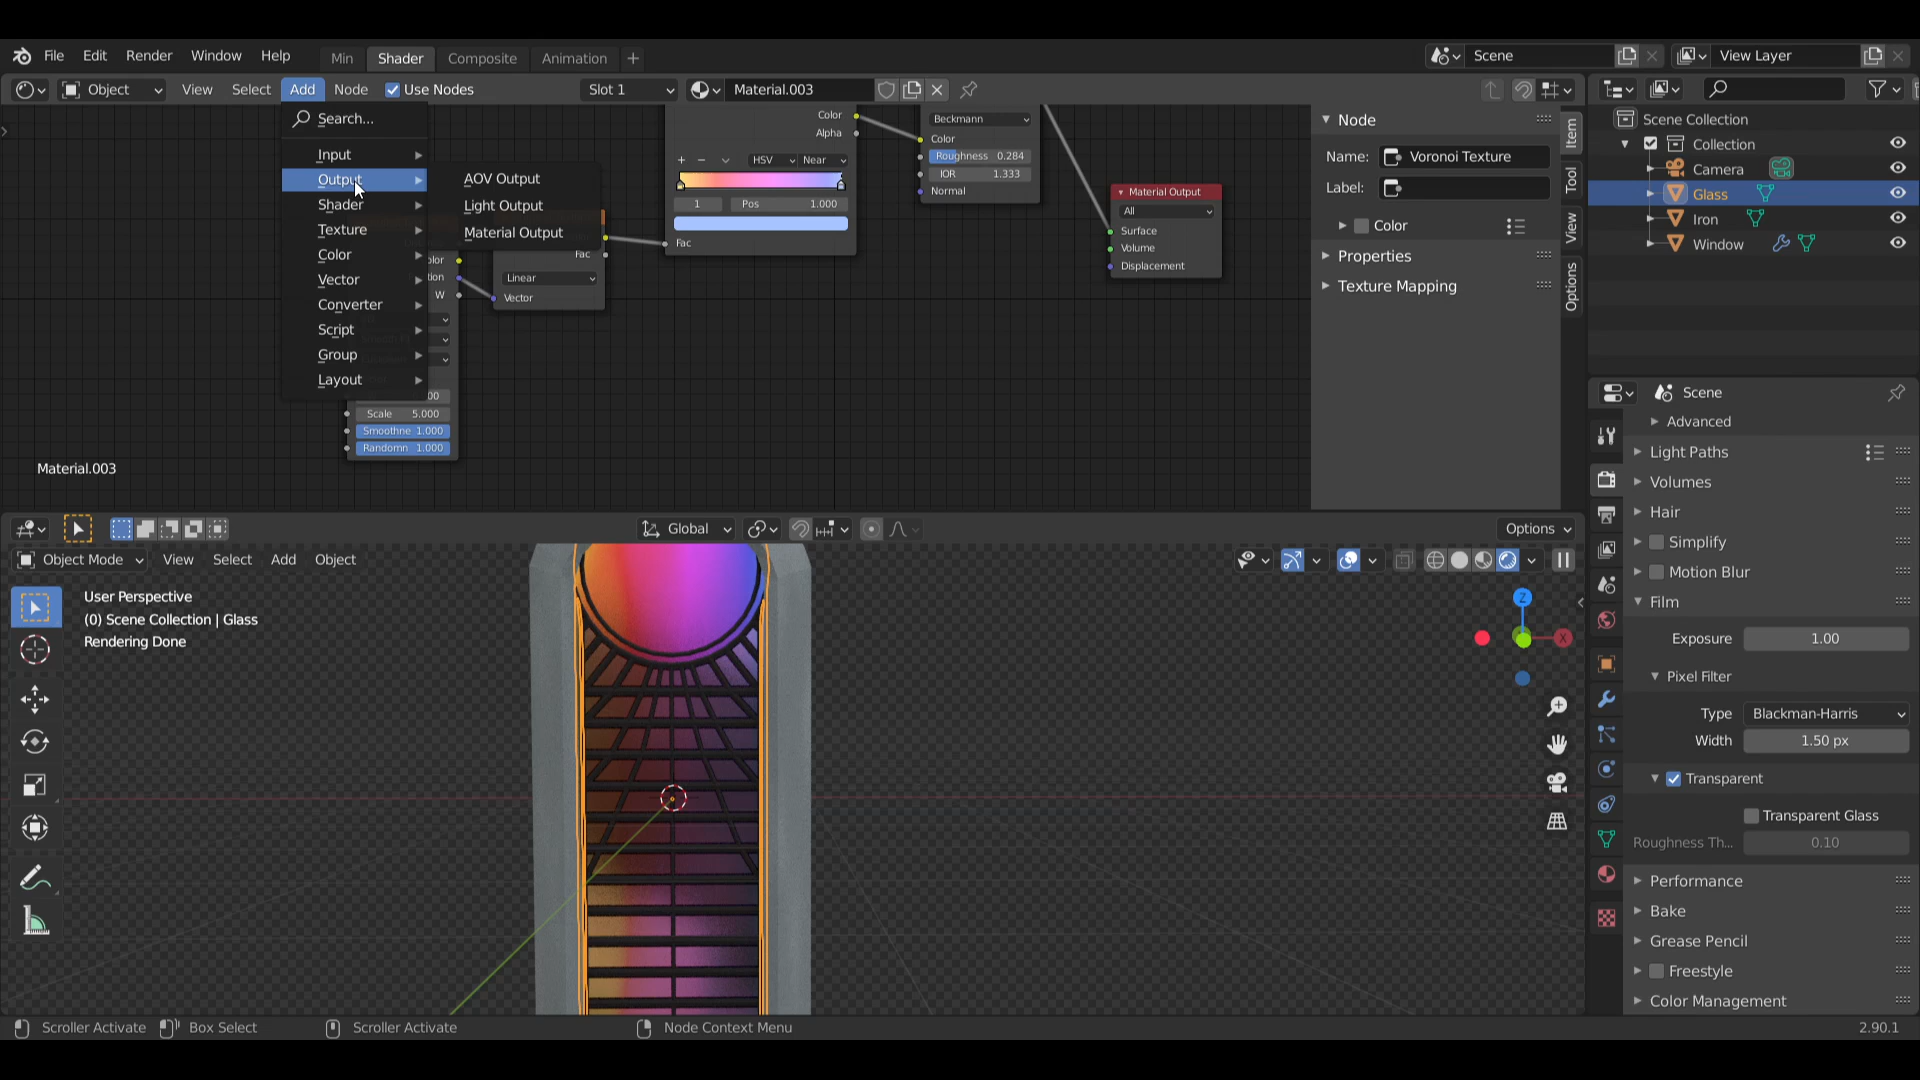 File Edit Render Window Help Min Shader Composite Animation + Scene View Layer
Object View Select Add Node Use Nodes Slot 1 Material.003
Search...
Input
Output
Shader
Texture
Color
Vector
Converter
Script
Group
Layout
AOV Output
Light Output
Material Output
W
Scale 5.000
Smoothne 1.000
Randomn 1.000
Fac
Linear
Vector
Color
Alpha
+ − HSV Near
1 Pos 1.000
Fac
Beckmann
Color
Roughness 0.284
IOR 1.333
Normal
Material Output
All
Surface
Volume
Displacement
Material.003
Node
Name: Voronoi Texture
Label:
Color
Properties
Texture Mapping
Item
Tool
View
Options
Scene Collection
Collection
Camera
Glass
Iron
Window
Scene
Advanced
Light Paths
Volumes
Hair
Simplify
Motion Blur
Film
Exposure 1.00
Pixel Filter
Type Blackman-Harris
Width 1.50 px
Transparent
Transparent Glass
Roughness Th... 0.10
Performance
Bake
Grease Pencil
Freestyle
Color Management
Global Options
Object Mode View Select Add Object
User Perspective
(0) Scene Collection | Glass
Rendering Done
Z
X
Scroller Activate Box Select Scroller Activate Node Context Menu 2.90.1